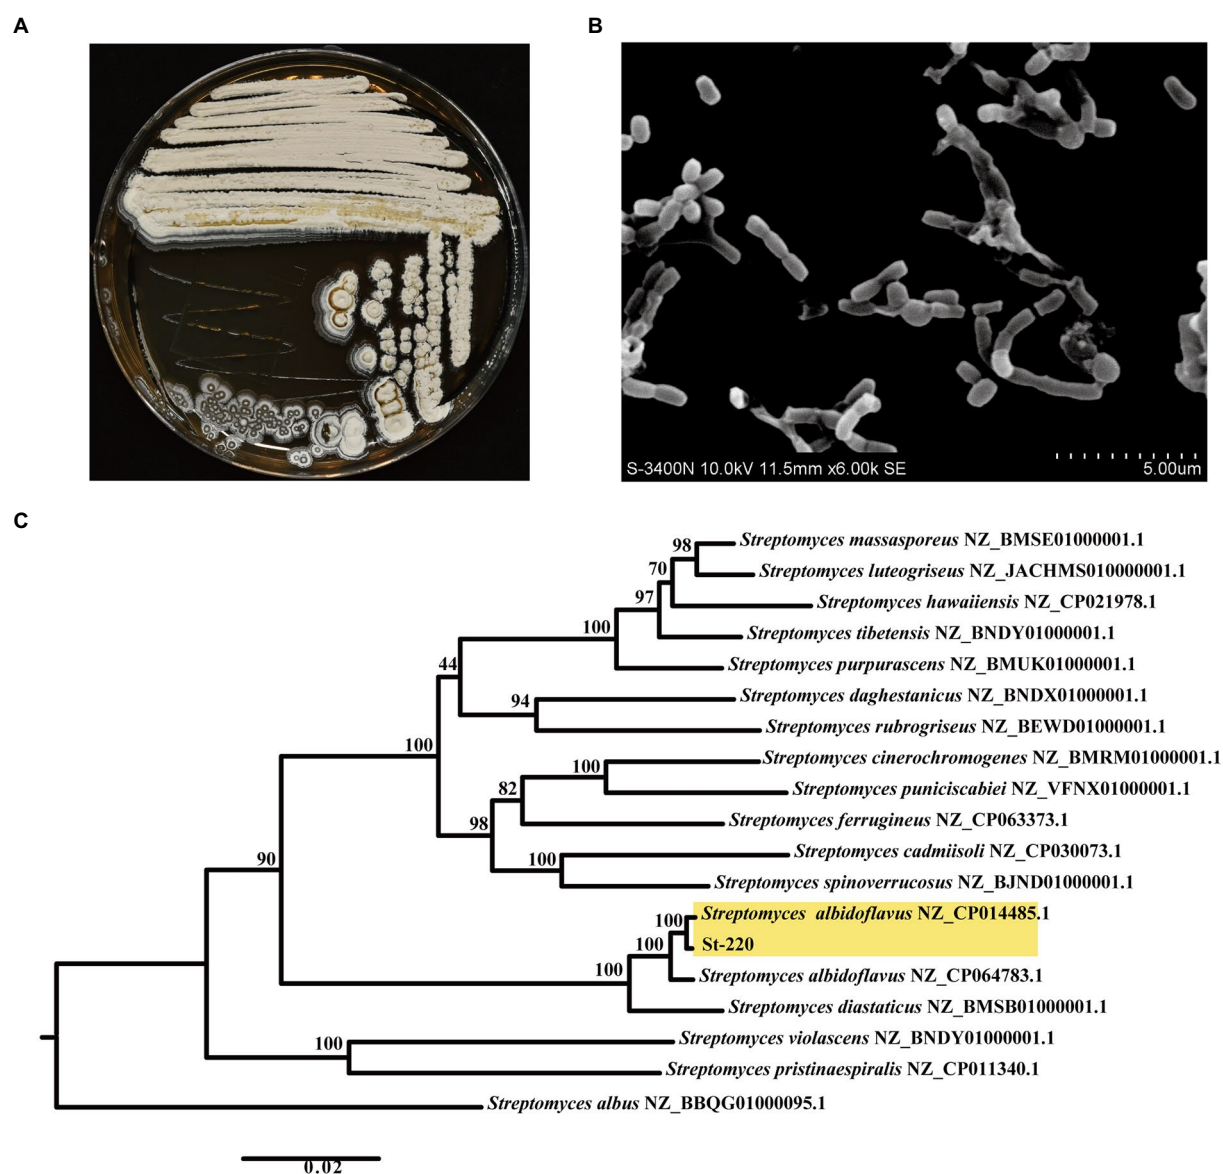 A
B
S-3400N 10.0kV 11.5mm x6.00k SE
5.00um
C
98
Streptomyces massasporeus NZ_BMSE01000001.1
70
Streptomyces luteogriseus NZ_JACHMS010000001.1
97
Streptomyces hawaiiensis NZ_CP021978.1
100
Streptomyces tibetensis NZ_BNDY01000001.1
Streptomyces purpurascens NZ_BMUK01000001.1
44
94
Streptomyces daghestanicus NZ_BNDX01000001.1
Streptomyces rubrogriseus NZ_BEWD01000001.1
100
100
Streptomyces cinerochromogenes NZ_BMRM01000001.1
82
Streptomyces puniciscabiei NZ_VFNX01000001.1
98
Streptomyces ferrugineus NZ_CP063373.1
90
100
Streptomyces cadmiisoli NZ_CP030073.1
Streptomyces spinoverrucosus NZ_BJND01000001.1
100
Streptomyces albidoflavus NZ_CP014485.1
100
St-220
100
Streptomyces albidoflavus NZ_CP064783.1
Streptomyces diastaticus NZ_BMSB01000001.1
100
Streptomyces violascens NZ_BNDY01000001.1
Streptomyces pristinaespiralis NZ_CP011340.1
Streptomyces albus NZ_BBQG01000095.1
0.02